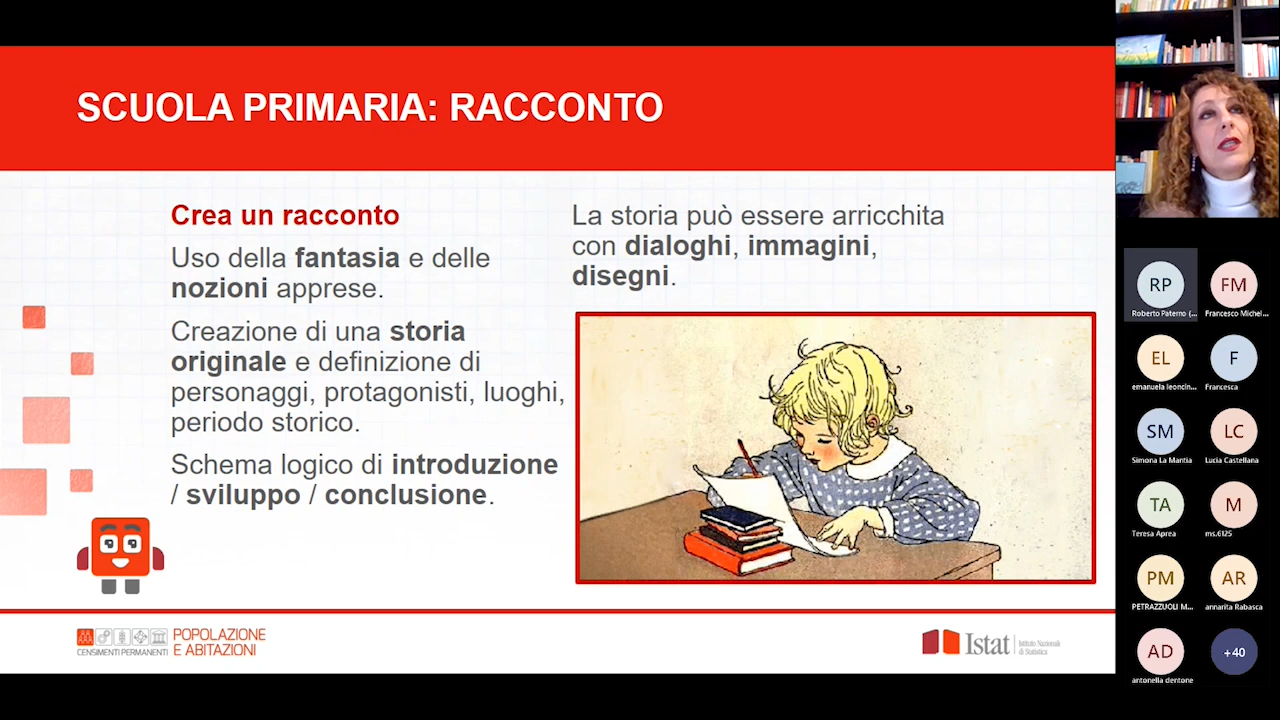 SCUOLA PRIMARIA: RACCONTO
Crea un racconto
Uso della fantasia e delle
nozioni apprese.
Creazione di una storia
originale e definizione di
personaggi, protagonisti, luoghi,
periodo storico.
Schema logico di introduzione
/ sviluppo / conclusione.
La storia può essere arricchita
con dialoghi, immagini,
disegni.
CENSIMENTI PERMANENTI
POPOLAZIONE
E ABITAZIONI
Istat
Istituto Nazionale
di Statistica
RP
Roberto Paterno (...
FM
Francesco Michel...
EL
emanuela leoncin...
F
Francesca
SM
Simona La Mantia
LC
Lucia Castellana
TA
Teresa Aprea
M
ms.6125
PM
PETRAZZUOLI M...
AR
annarita Rabasca
AD
antonella dentone
+40